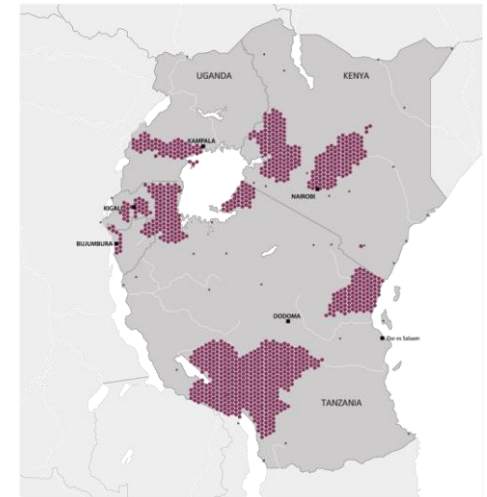 UGANDA
KENYA
KAMPALA
KIGALI
NAIROBI
BUJUMBURA
DODOMA
Dar es Salaam
TANZANIA